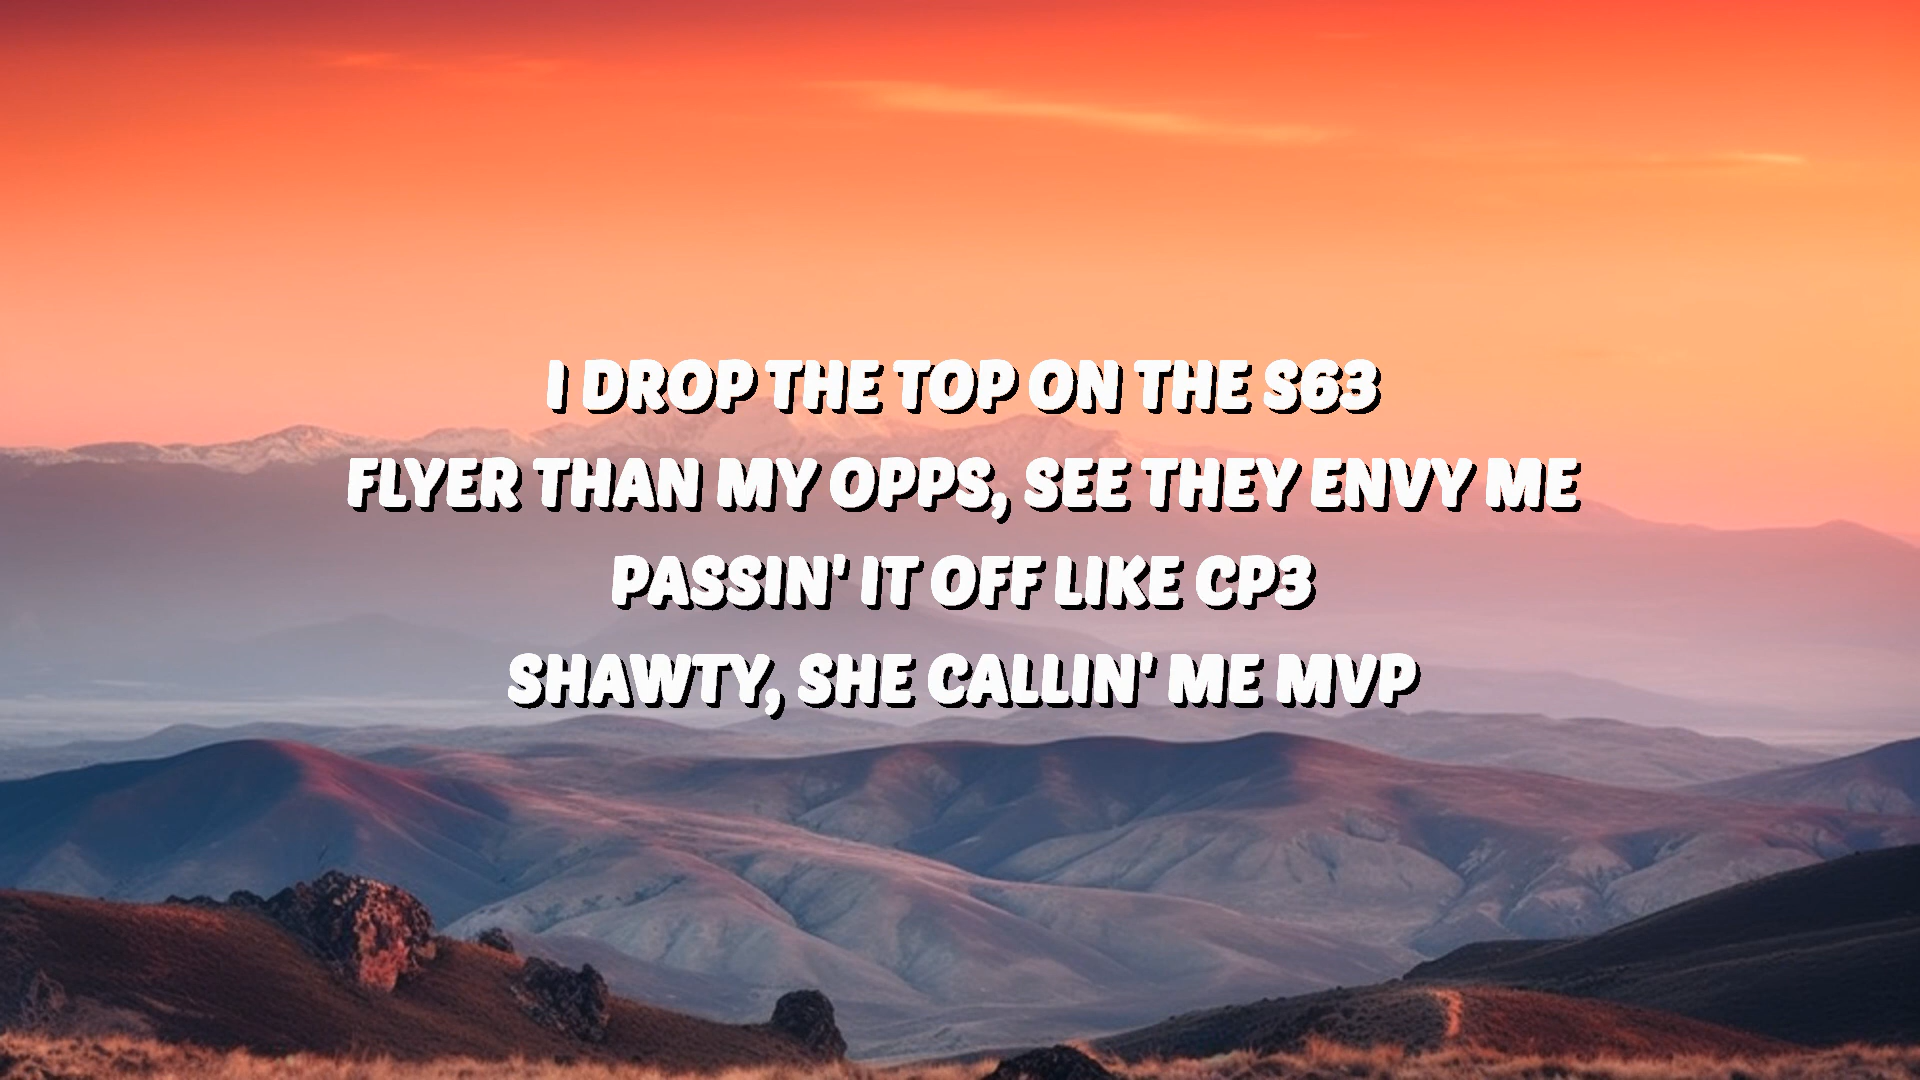 I DROP THE TOP ON THE S63
FLYER THAN MY OPPS, SEE THEY ENVY ME
PASSIN' IT OFF LIKE CP3
SHAWTY, SHE CALLIN' ME MVP